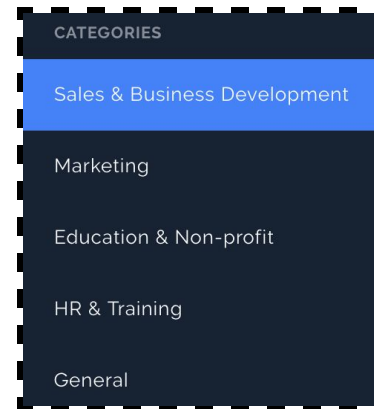 CATEGORIES
Sales & Business Development
Marketing
Education & Non-profit
HR & Training
General